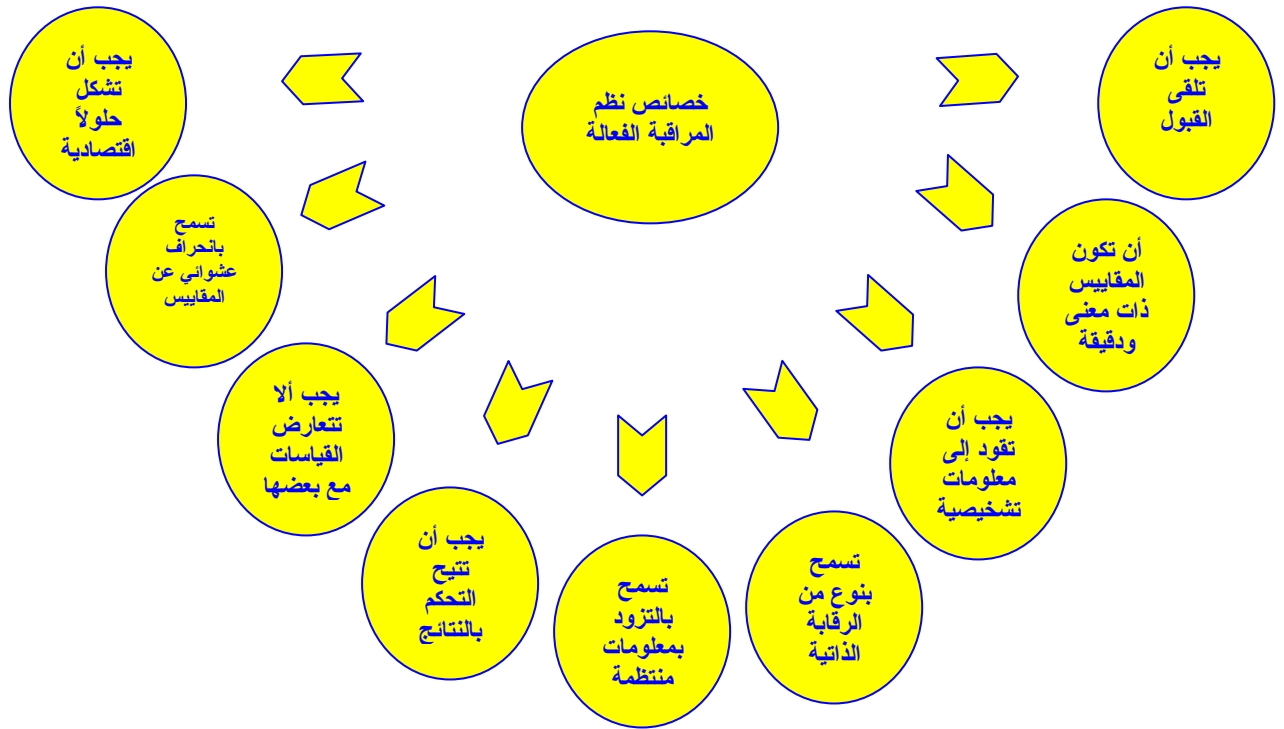 خصائص نظم
المراقبة الفعالة
يجب أن
تلقى
القبول
أن تكون
المقاييس
ذات معنى
ودقيقة
يجب أن
تقود إلى
معلومات
تشخيصية
تسمح
بنوع من
الرقابة
الذاتية
تسمح
بالتزود
بمعلومات
منتظمة
يجب أن
تتيح
التحكم
بالنتائج
يجب ألا
تتعارض
القياسات
مع بعضها
تسمح
بانحراف
عشوائي عن
المقاييس
يجب أن
تشكل
حلولاً
اقتصادية